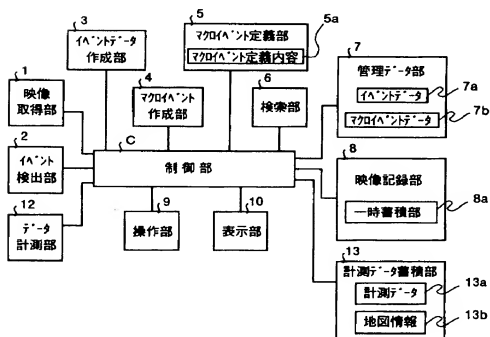 3
イベントデータ
作成部
5
マクロイベント定義部
マクロイベント定義内容
5a
1
映像
取得部
4
マクロイベント
作成部
6
検索部
7
管理データ部
イベントデータ
7a
マクロイベントデータ
7b
2
イベント
検出部
C
制御部
8
映像記録部
一時蓄積部
8a
12
データ
計測部
9
操作部
10
表示部
13
計測データ蓄積部
計測データ
13a
地図情報
13b